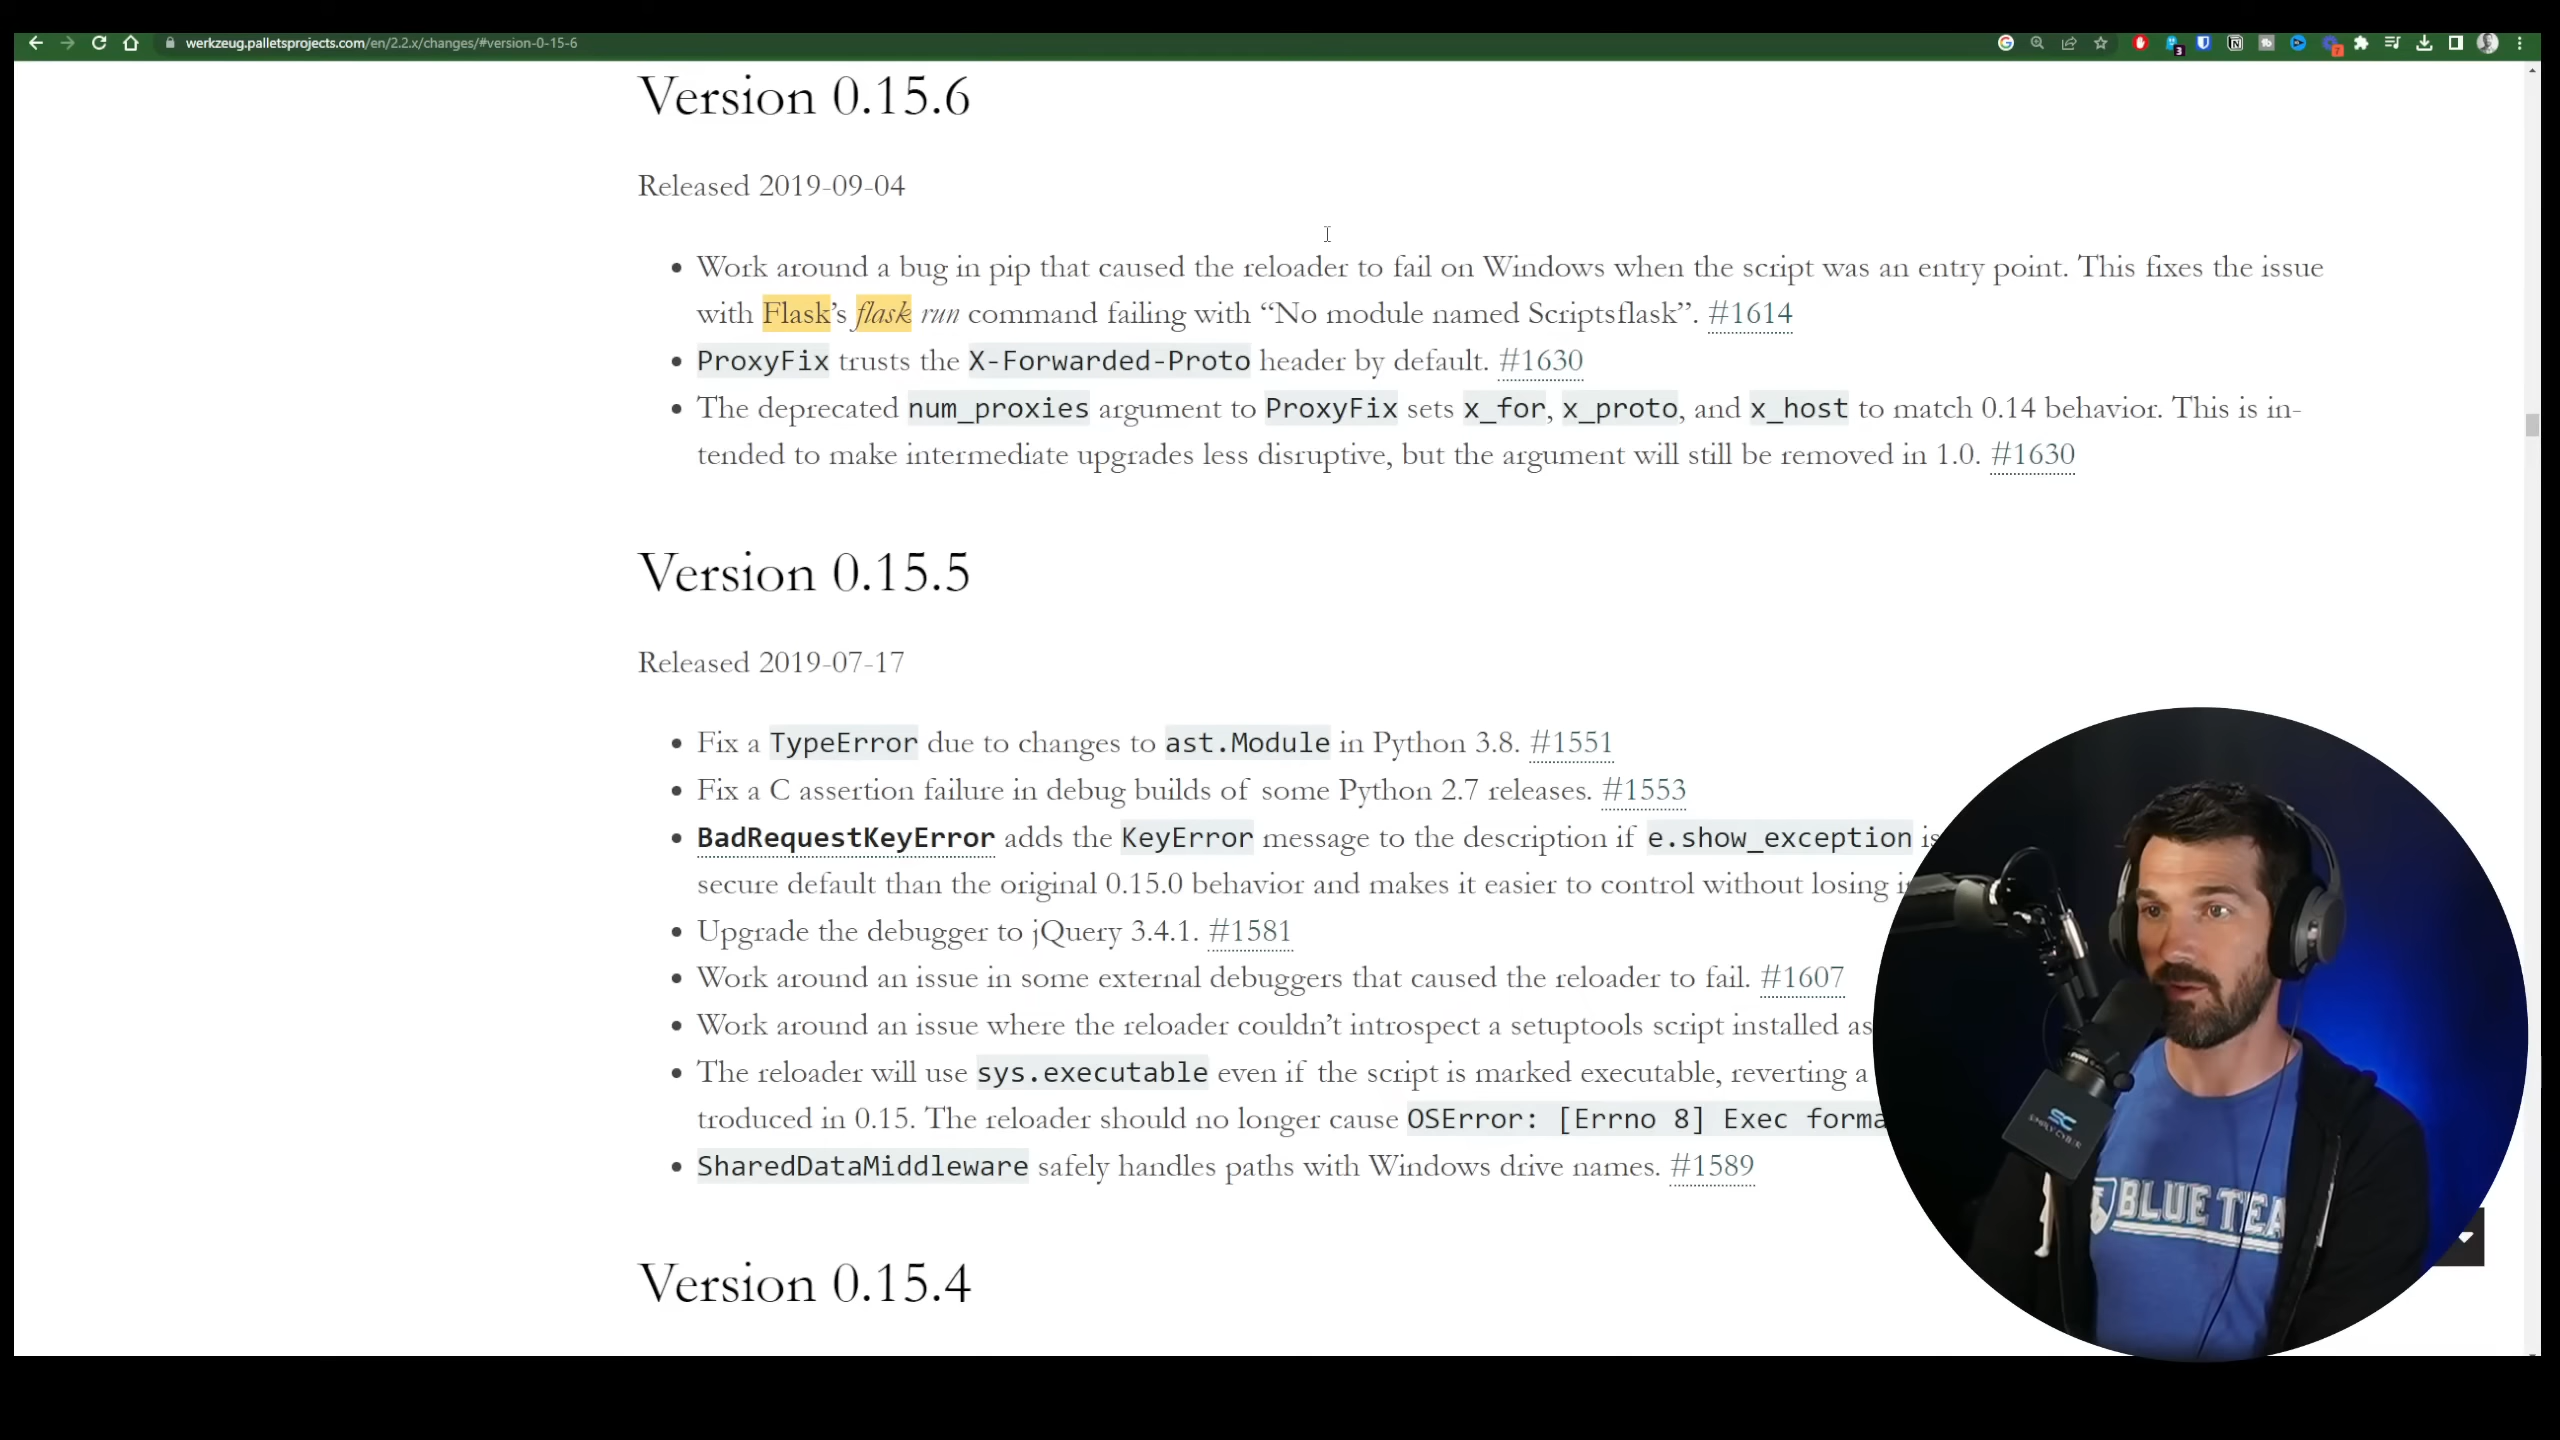 werkzeug.palletsprojects.com/en/2.2.x/changes/#version-0-15-6
3
7
Version 0.15.6
Released 2019-09-04
Work around a bug in pip that caused the reloader to fail on Windows when the script was an entry point. This fixes the issue
with Flask’s flask run command failing with “No module named Scriptsflask”. #1614
ProxyFix trusts the X-Forwarded-Proto header by default. #1630
The deprecated num_proxies argument to ProxyFix sets x_for, x_proto, and x_host to match 0.14 behavior. This is in-
tended to make intermediate upgrades less disruptive, but the argument will still be removed in 1.0. #1630
Version 0.15.5
Released 2019-07-17
Fix a TypeError due to changes to ast.Module in Python 3.8. #1551
Fix a C assertion failure in debug builds of some Python 2.7 releases. #1553
BadRequestKeyError adds the KeyError message to the description if e.show_exception is
secure default than the original 0.15.0 behavior and makes it easier to control without losing
Upgrade the debugger to jQuery 3.4.1. #1581
Work around an issue in some external debuggers that caused the reloader to fail. #1607
Work around an issue where the reloader couldn’t introspect a setuptools script installed as
The reloader will use sys.executable even if the script is marked executable, reverting a
troduced in 0.15. The reloader should no longer cause OSError: [Errno 8] Exec forma
SharedDataMiddleware safely handles paths with Windows drive names. #1589
SC
SIMPLY CYBER
BLUE TEA
Version 0.15.4